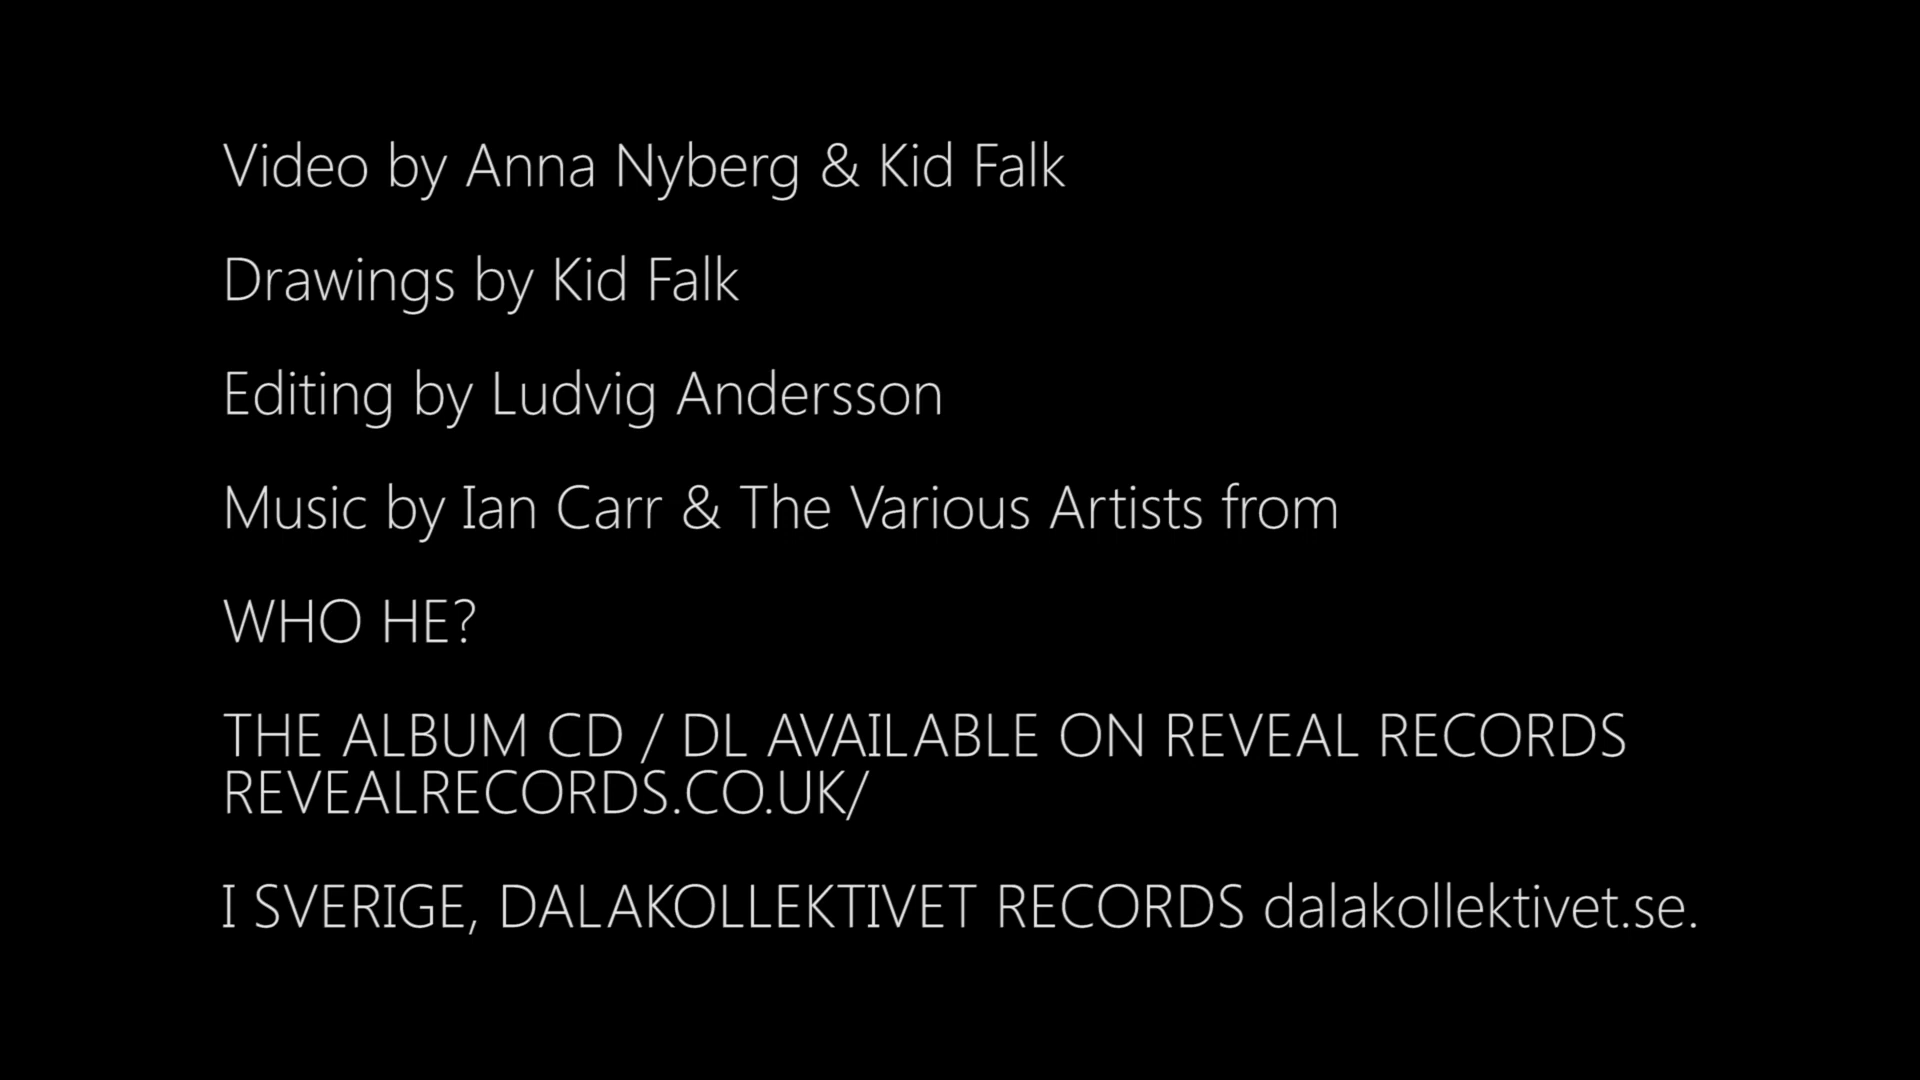 Video by Anna Nyberg & Kid Falk
Drawings by Kid Falk
Editing by Ludvig Andersson
Music by Ian Carr & The Various Artists from
WHO HE?
THE ALBUM CD / DL AVAILABLE ON REVEAL RECORDS
REVEALRECORDS.CO.UK/
I SVERIGE, DALAKOLLEKTIVET RECORDS dalakollektivet.se.